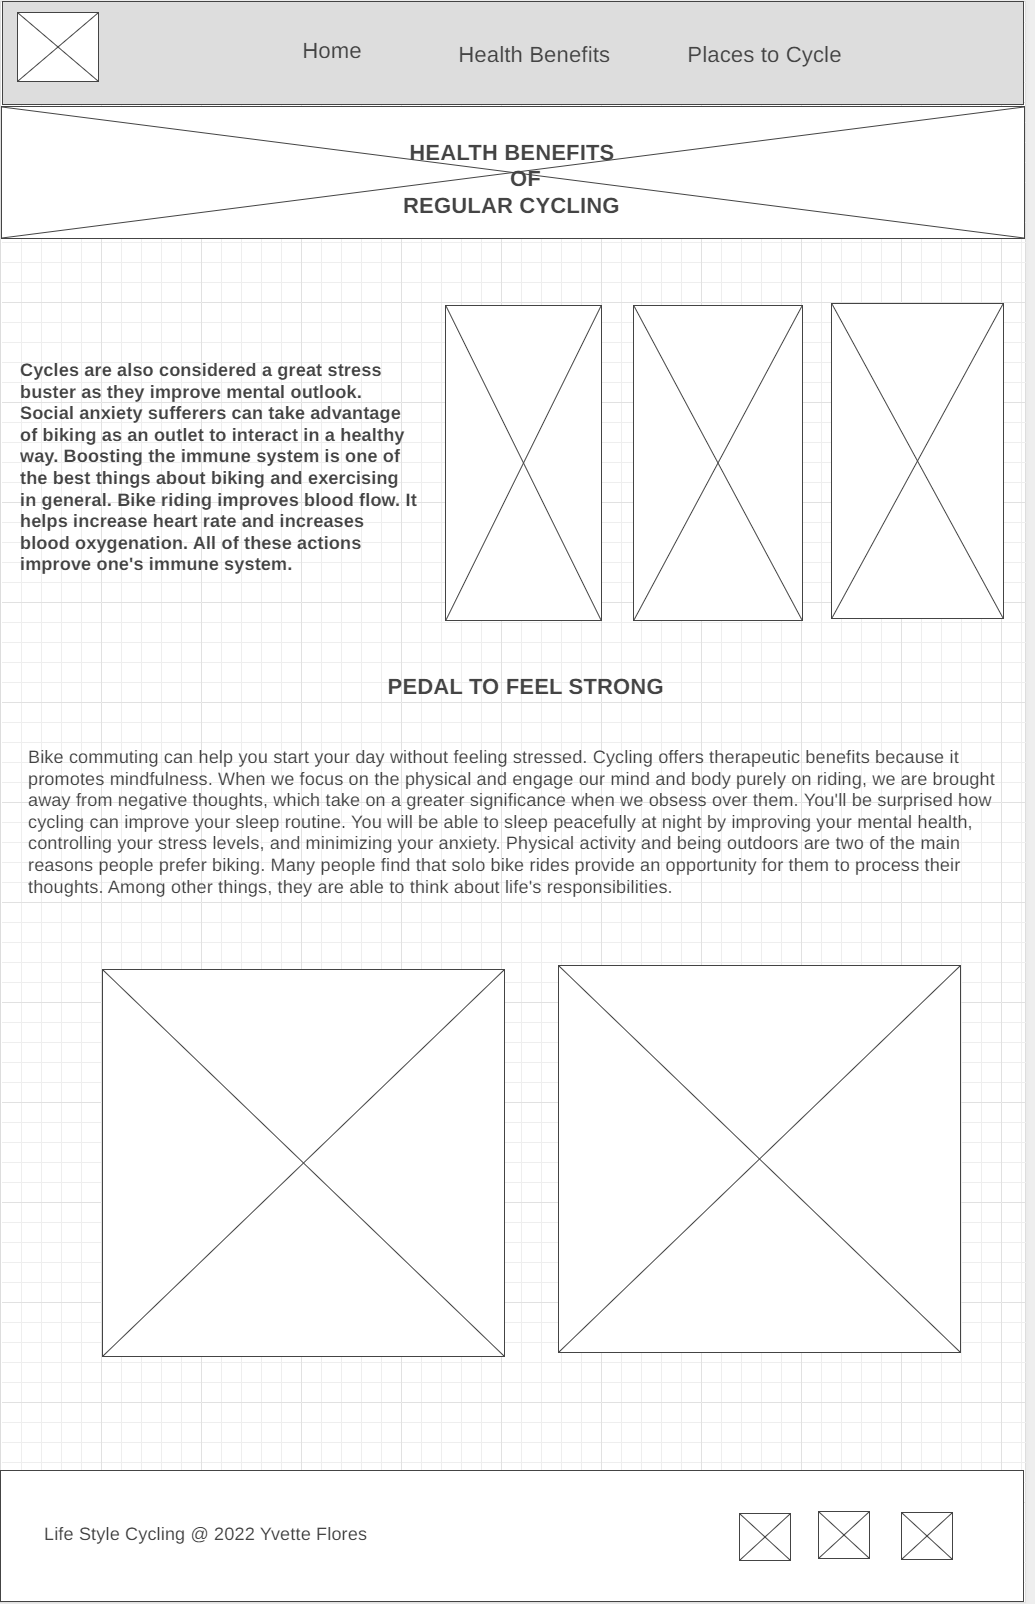 Home
Health Benefits
Places to Cycle
HEALTH BENEFITS
OF
REGULAR CYCLING
Cycles are also considered a great stress
buster as they improve mental outlook.
Social anxiety sufferers can take advantage
of biking as an outlet to interact in a healthy
way. Boosting the immune system is one of
the best things about biking and exercising
in general. Bike riding improves blood flow. It
helps increase heart rate and increases
blood oxygenation. All of these actions
improve one's immune system.
PEDAL TO FEEL STRONG
Bike commuting can help you start your day without feeling stressed. Cycling offers therapeutic benefits because it
promotes mindfulness. When we focus on the physical and engage our mind and body purely on riding, we are brought
away from negative thoughts, which take on a greater significance when we obsess over them. You'll be surprised how
cycling can improve your sleep routine. You will be able to sleep peacefully at night by improving your mental health,
controlling your stress levels, and minimizing your anxiety. Physical activity and being outdoors are two of the main
reasons people prefer biking. Many people find that solo bike rides provide an opportunity for them to process their
thoughts. Among other things, they are able to think about life's responsibilities.
Life Style Cycling @ 2022 Yvette Flores